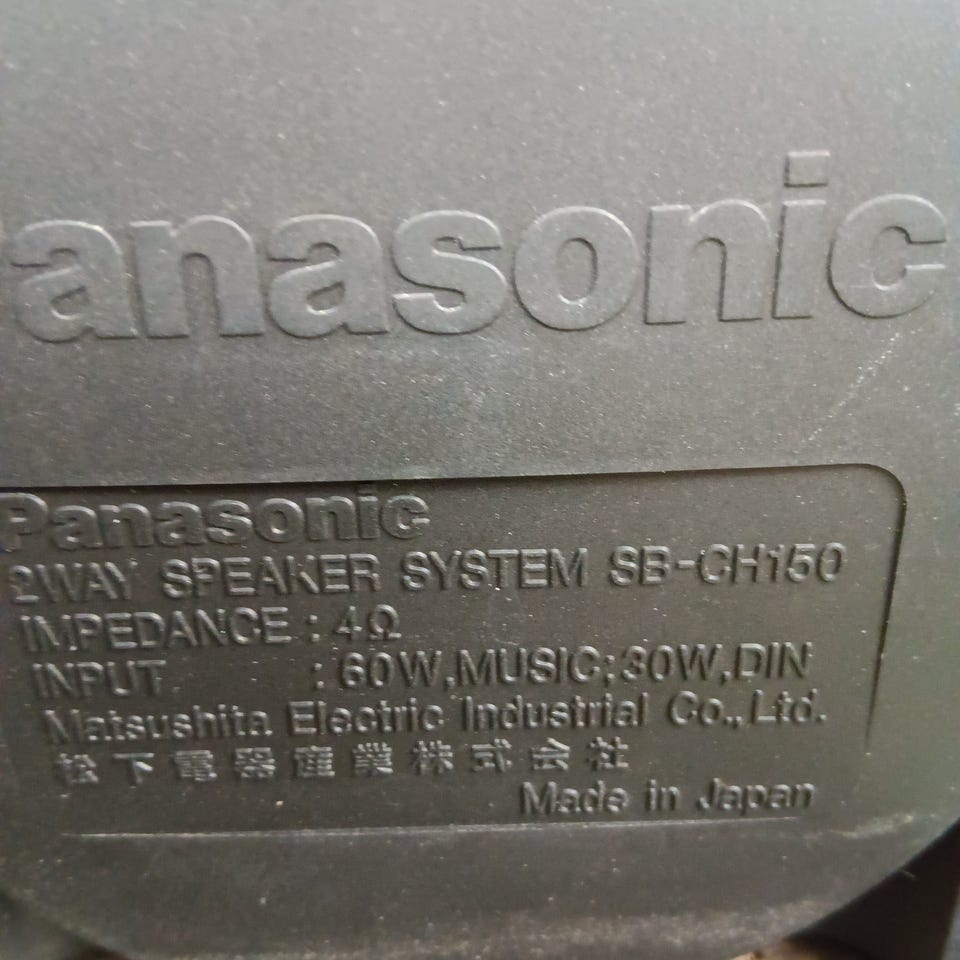 anasonic
Panasonic
2WAY SPEAKER SYSTEM SB-CH150
IMPEDANCE : 4Ω
INPUT : 60W,MUSIC;30W,DIN
Matsushita Electric Industrial Co.,Ltd.
松下電器産業株式会社
Made in Japan